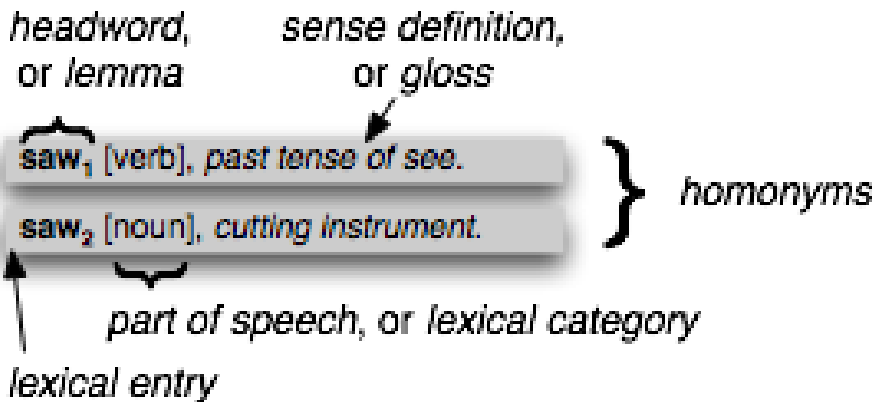 headword,
or lemma
sense definition,
or gloss
saw₁ [verb], past tense of see.
saw₂ [noun], cutting instrument.
homonyms
part of speech, or lexical category
lexical entry